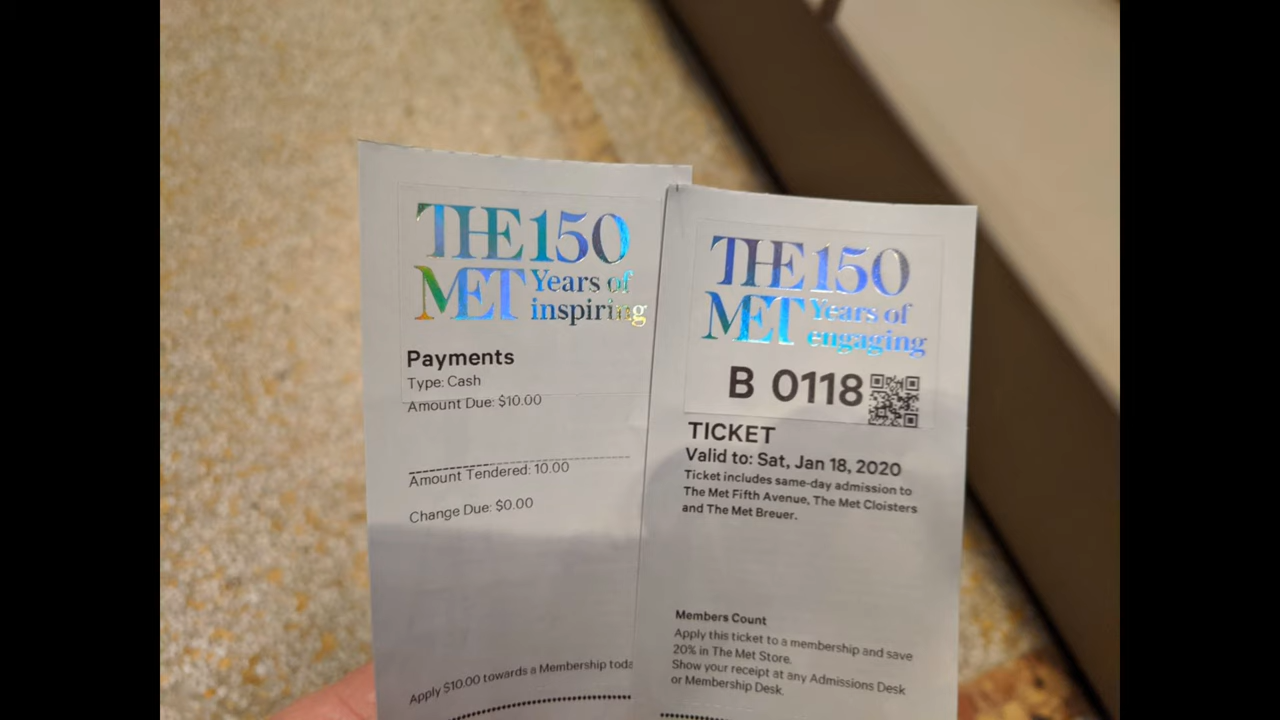 THE 150
MET Years of
inspiring
Payments
Type: Cash
Amount Due: $10.00
Amount Tendered: 10.00
Change Due: $0.00
Apply $10.00 towards a Membership toda
THE 150
MET Years of
engaging
B 0118
TICKET
Valid to: Sat, Jan 18, 2020
Ticket includes same-day admission to
The Met Fifth Avenue, The Met Cloisters
and The Met Breuer.
Members Count
Apply this ticket to a membership and save
20% in The Met Store.
Show your receipt at any Admissions Desk
or Membership Desk.